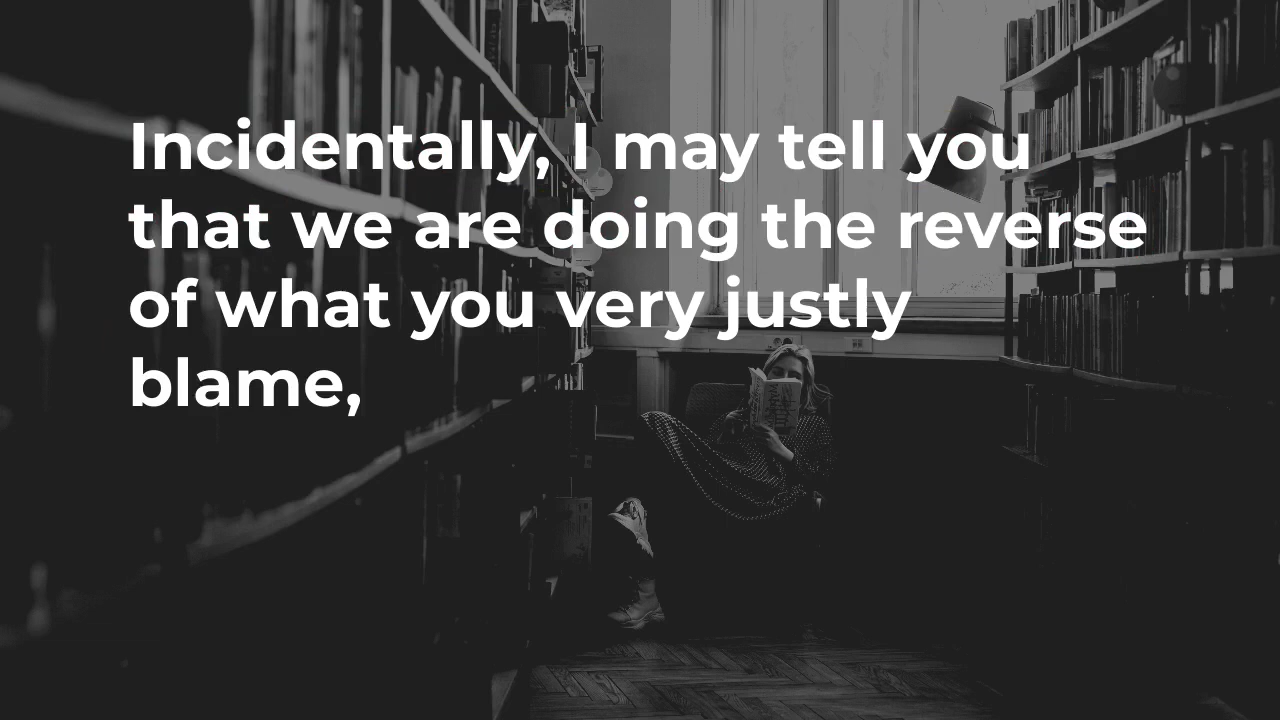 Incidentally, I may tell you
that we are doing the reverse
of what you very justly
blame,